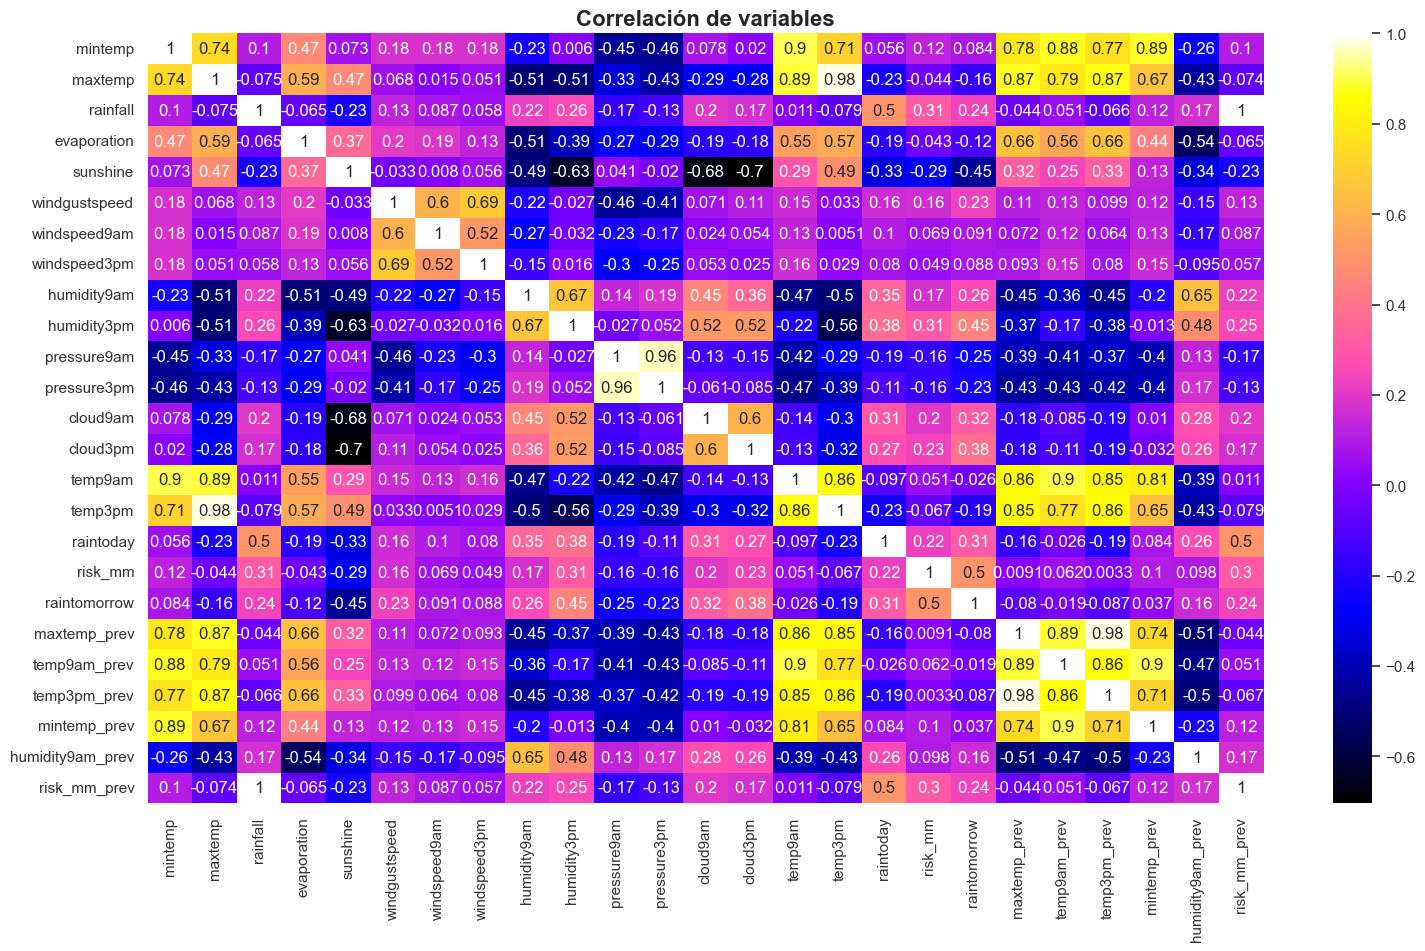 Correlación de variables
mintemp 1 0.74 0.1 0.47 0.073 0.18 0.18 0.18 -0.23 0.006 -0.45 -0.46 0.078 0.02 0.9 0.71 0.056 0.12 0.084 0.78 0.88 0.77 0.89 -0.26 0.1
maxtemp 0.74 1 -0.075 0.59 0.47 0.068 0.015 0.051 -0.51 -0.51 -0.33 -0.43 -0.29 -0.28 0.89 0.98 -0.23 -0.044 -0.16 0.87 0.79 0.87 0.67 -0.43 -0.074
rainfall 0.1 -0.075 1 -0.065 -0.23 0.13 0.087 0.058 0.22 0.26 -0.17 -0.13 0.2 0.17 0.011 -0.079 0.5 0.31 0.24 -0.044 0.051 -0.066 0.12 0.17 1
evaporation 0.47 0.59 -0.065 1 0.37 0.2 0.19 0.13 -0.51 -0.39 -0.27 -0.29 -0.19 -0.18 0.55 0.57 -0.19 -0.043 -0.12 0.66 0.56 0.66 0.44 -0.54 -0.065
sunshine 0.073 0.47 -0.23 0.37 1 -0.033 0.008 0.056 -0.49 -0.63 0.041 -0.02 -0.68 -0.7 0.29 0.49 -0.33 -0.29 -0.45 0.32 0.25 0.33 0.13 -0.34 -0.23
windgustspeed 0.18 0.068 0.13 0.2 -0.033 1 0.6 0.69 -0.22 -0.027 -0.46 -0.41 0.071 0.11 0.15 0.033 0.16 0.16 0.23 0.11 0.13 0.099 0.12 -0.15 0.13
windspeed9am 0.18 0.015 0.087 0.19 0.008 0.6 1 0.52 -0.27 -0.032 -0.23 -0.17 0.024 0.054 0.13 0.0051 0.1 0.069 0.091 0.072 0.12 0.064 0.13 -0.17 0.087
windspeed3pm 0.18 0.051 0.058 0.13 0.056 0.69 0.52 1 -0.15 0.016 -0.3 -0.25 0.053 0.025 0.16 0.029 0.08 0.049 0.088 0.093 0.15 0.08 0.15 -0.095 0.057
humidity9am -0.23 -0.51 0.22 -0.51 -0.49 -0.22 -0.27 -0.15 1 0.67 0.14 0.19 0.45 0.36 -0.47 -0.5 0.35 0.17 0.26 -0.45 -0.36 -0.45 -0.2 0.65 0.22
humidity3pm 0.006 -0.51 0.26 -0.39 -0.63 -0.027 -0.032 0.016 0.67 1 -0.027 0.052 0.52 0.52 -0.22 -0.56 0.38 0.31 0.45 -0.37 -0.17 -0.38 -0.013 0.48 0.25
pressure9am -0.45 -0.33 -0.17 -0.27 0.041 -0.46 -0.23 -0.3 0.14 -0.027 1 0.96 -0.13 -0.15 -0.42 -0.29 -0.19 -0.16 -0.25 -0.39 -0.41 -0.37 -0.4 0.13 -0.17
pressure3pm -0.46 -0.43 -0.13 -0.29 -0.02 -0.41 -0.17 -0.25 0.19 0.052 0.96 1 -0.061 -0.085 -0.47 -0.39 -0.11 -0.16 -0.23 -0.43 -0.43 -0.42 -0.4 0.17 -0.13
cloud9am 0.078 -0.29 0.2 -0.19 -0.68 0.071 0.024 0.053 0.45 0.52 -0.13 -0.061 1 0.6 -0.14 -0.3 0.31 0.2 0.32 -0.18 -0.085 -0.19 0.01 0.28 0.2
cloud3pm 0.02 -0.28 0.17 -0.18 -0.7 0.11 0.054 0.025 0.36 0.52 -0.15 -0.085 0.6 1 -0.13 -0.32 0.27 0.23 0.38 -0.18 -0.11 -0.19 -0.032 0.26 0.17
temp9am 0.9 0.89 0.011 0.55 0.29 0.15 0.13 0.16 -0.47 -0.22 -0.42 -0.47 -0.14 -0.13 1 0.86 -0.097 0.051 -0.026 0.86 0.9 0.85 0.81 -0.39 0.011
temp3pm 0.71 0.98 -0.079 0.57 0.49 0.033 0.0051 0.029 -0.5 -0.56 -0.29 -0.39 -0.3 -0.32 0.86 1 -0.23 -0.067 -0.19 0.85 0.77 0.86 0.65 -0.43 -0.079
raintoday 0.056 -0.23 0.5 -0.19 -0.33 0.16 0.1 0.08 0.35 0.38 -0.19 -0.11 0.31 0.27 -0.097 -0.23 1 0.22 0.31 -0.16 -0.026 -0.19 0.084 0.26 0.5
risk_mm 0.12 -0.044 0.31 -0.043 -0.29 0.16 0.069 0.049 0.17 0.31 -0.16 -0.16 0.2 0.23 0.051 -0.067 0.22 1 0.5 0.0091 0.062 0.0033 0.1 0.098 0.3
raintomorrow 0.084 -0.16 0.24 -0.12 -0.45 0.23 0.091 0.088 0.26 0.45 -0.25 -0.23 0.32 0.38 -0.026 -0.19 0.31 0.5 1 -0.08 -0.019 -0.087 0.037 0.16 0.24
maxtemp_prev 0.78 0.87 -0.044 0.66 0.32 0.11 0.072 0.093 -0.45 -0.37 -0.39 -0.43 -0.18 -0.18 0.86 0.85 -0.16 0.0091 -0.08 1 0.89 0.98 0.74 -0.51 -0.044
temp9am_prev 0.88 0.79 0.051 0.56 0.25 0.13 0.12 0.15 -0.36 -0.17 -0.41 -0.43 -0.085 -0.11 0.9 0.77 -0.026 0.062 -0.019 0.89 1 0.86 0.9 -0.47 0.051
temp3pm_prev 0.77 0.87 -0.066 0.66 0.33 0.099 0.064 0.08 -0.45 -0.38 -0.37 -0.42 -0.19 -0.19 0.85 0.86 -0.19 0.0033 -0.087 0.98 0.86 1 0.71 -0.5 -0.067
mintemp_prev 0.89 0.67 0.12 0.44 0.13 0.12 0.13 0.15 -0.2 -0.013 -0.4 -0.4 0.01 -0.032 0.81 0.65 0.084 0.1 0.037 0.74 0.9 0.71 1 -0.23 0.12
humidity9am_prev -0.26 -0.43 0.17 -0.54 -0.34 -0.15 -0.17 -0.095 0.65 0.48 0.13 0.17 0.28 0.26 -0.39 -0.43 0.26 0.098 0.16 -0.51 -0.47 -0.5 -0.23 1 0.17
risk_mm_prev 0.1 -0.074 1 -0.065 -0.23 0.13 0.087 0.057 0.22 0.25 -0.17 -0.13 0.2 0.17 0.011 -0.079 0.5 0.3 0.24 -0.044 0.051 -0.067 0.12 0.17 1
mintemp
maxtemp
rainfall
evaporation
sunshine
windgustspeed
windspeed9am
windspeed3pm
humidity9am
humidity3pm
pressure9am
pressure3pm
cloud9am
cloud3pm
temp9am
temp3pm
raintoday
risk_mm
raintomorrow
maxtemp_prev
temp9am_prev
temp3pm_prev
mintemp_prev
humidity9am_prev
risk_mm_prev
1.0
0.8
0.6
0.4
0.2
0.0
−0.2
−0.4
−0.6